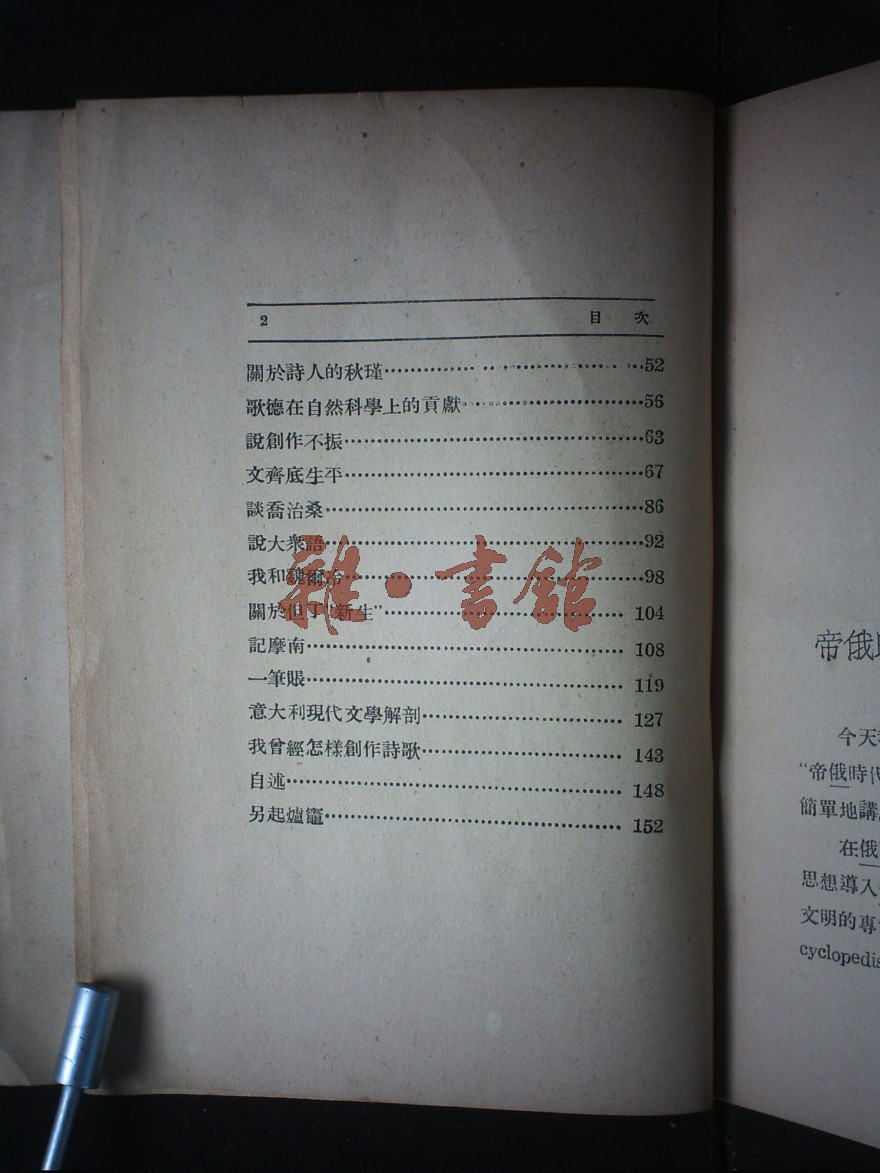 2 目 次
關於詩人的秋瑾……52
歌德在自然科學上的貢獻……56
說創作不振……63
文齊底生平……67
談喬治桑……86
說大衆語……92
我和魏爾冷……98
關於但丁“新生”……104
記摩南……108
一筆賬……119
意大利現代文學解剖……127
我曾經怎樣創作詩歌……143
自述……148
另起爐竈……152
雜·書館
帝俄
今天
“帝俄時代
簡單地講
在俄
思想導入
文明的專
cyclopedis